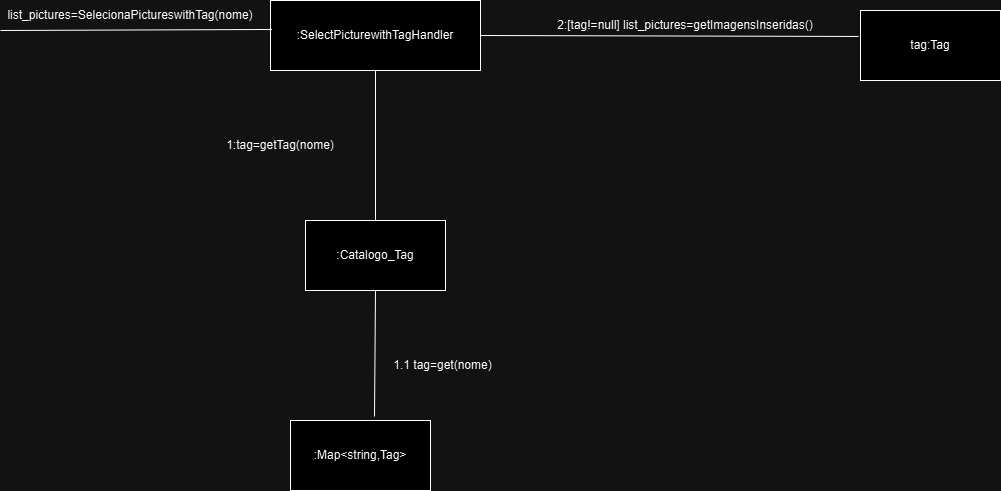 list_pictures=SelecionaPictureswithTag(nome)
:SelectPicturewithTagHandler
2:[tag!=null] list_pictures=getImagensInseridas()
tag:Tag
1:tag=getTag(nome)
:Catalogo_Tag
1.1 tag=get(nome)
:Map<string,Tag>